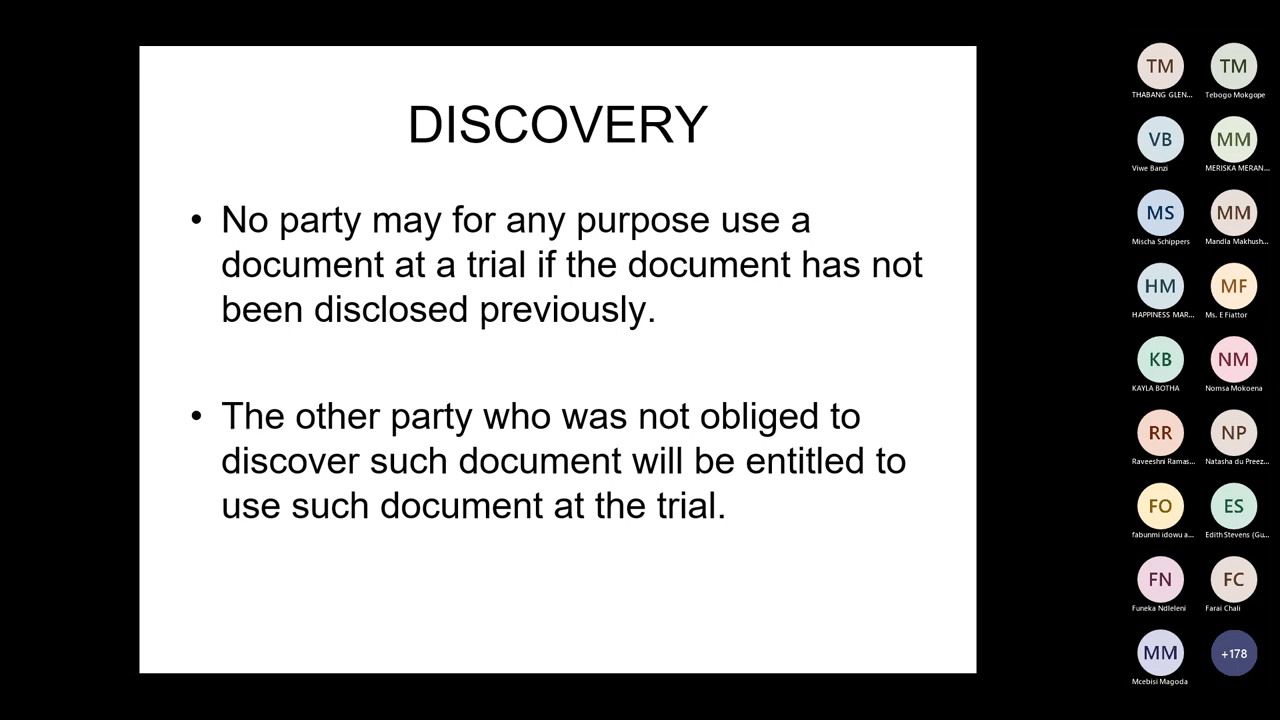 DISCOVERY
• No party may for any purpose use a
document at a trial if the document has not
been disclosed previously.
• The other party who was not obliged to
discover such document will be entitled to
use such document at the trial.
TM TM
THABANG GLEN... Tebogo Mokgope
VB MM
Viwe Banzi MERISKA MERAN...
MS MM
Mischa Schippers Mandla Makhush...
HM MF
HAPPINESS MAR... Ms. E Fiattor
KB NM
KAYLA BOTHA Nomsa Mokoena
RR NP
Raveeshni Ramas... Natasha du Preez...
FO ES
fabunmi idowu a... Edith Stevens (Gu...
FN FC
Funeka Ndleleni Farai Chali
MM +178
Mcebisi Magoda